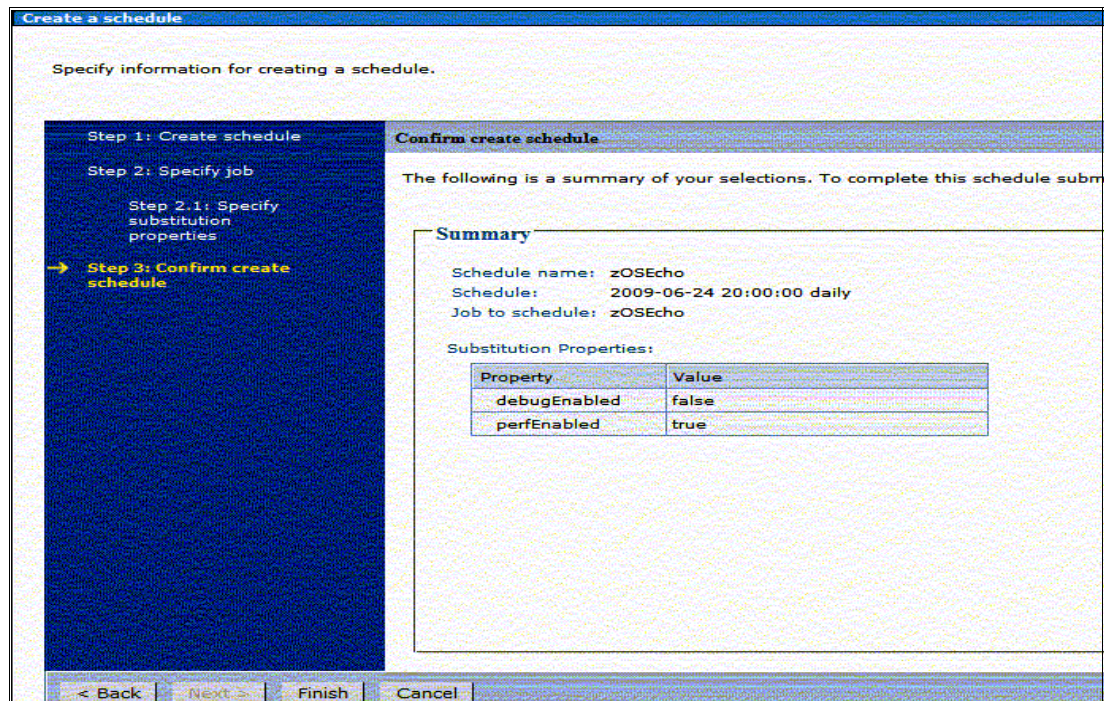 Create a schedule
Specify information for creating a schedule.
Step 1: Create schedule
Step 2: Specify job
Step 2.1: Specify
substitution
properties
→ Step 3: Confirm create
schedule
Confirm create schedule
The following is a summary of your selections. To complete this schedule subm
Summary
Schedule name: zOSEcho
Schedule: 2009-06-24 20:00:00 daily
Job to schedule: zOSEcho
Substitution Properties:
Property Value
debugEnabled false
perfEnabled true
< Back Next > Finish Cancel